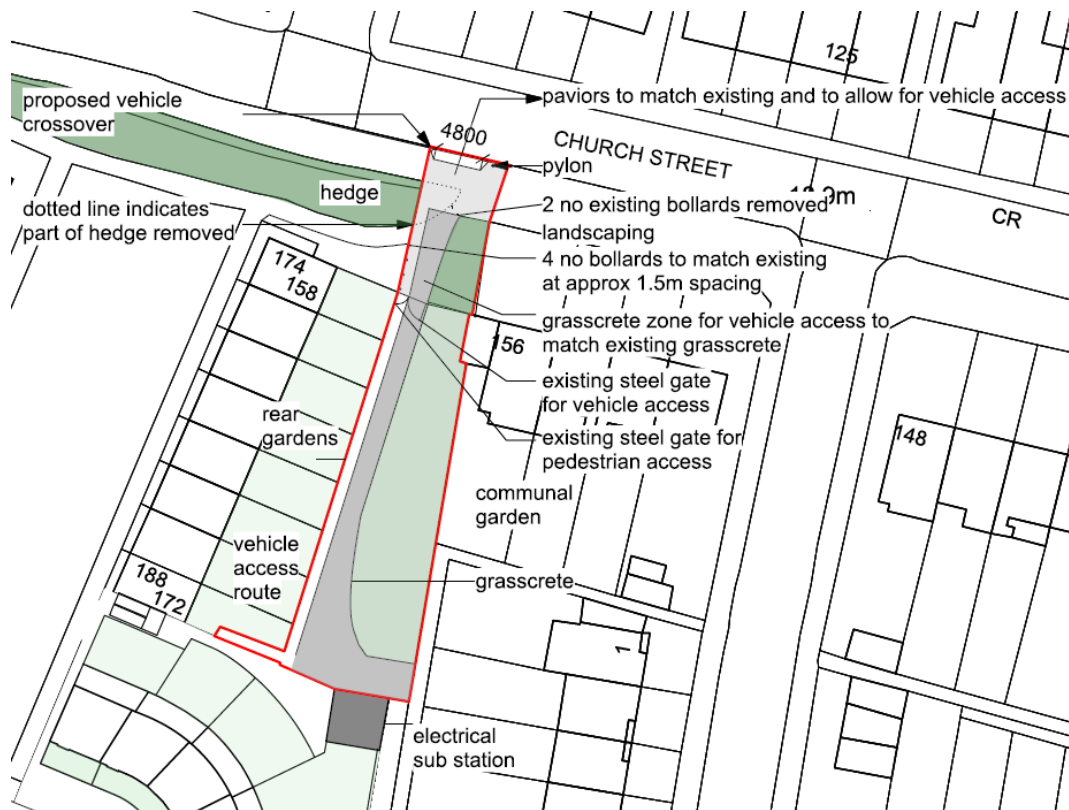 125
proposed vehicle
crossover
paviors to match existing and to allow for vehicle access
4800
CHURCH STREET
pylon
hedge
2 no existing bollards removed
dotted line indicates
part of hedge removed
landscaping
CR
4 no bollards to match existing
at approx 1.5m spacing
174
158
grasscrete zone for vehicle access to
match existing grasscrete
156
existing steel gate
for vehicle access
rear
gardens
existing steel gate for
pedestrian access
148
communal
garden
vehicle
access
route
grasscrete
188
172
1
electrical
sub station